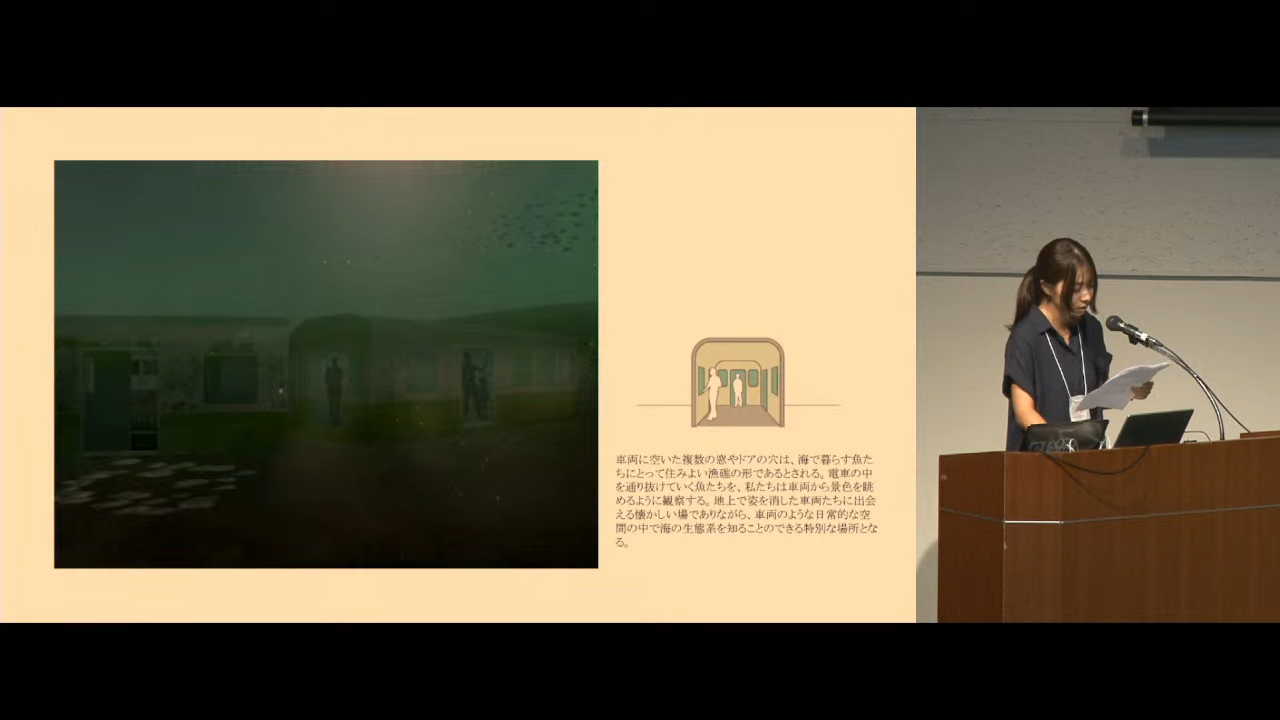 車両に空いた複数の窓やドアの穴は、海で暮らす魚た
ちにとって住みよい漁礁の形であるとされる。電車の中
を通り抜けていく魚たちを、私たちは車両から景色を眺
めるように観察する。地上で姿を消した車両たちに出会
える懐かしい場でありながら、車両のような日常的な空
間の中で海の生態系を知ることのできる特別な場所とな
る。